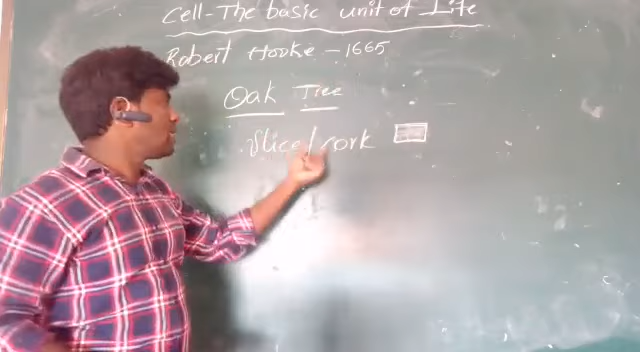 Cell-The basic unit of Life
Robert Hooke - 1665
Oak Tree
Slice/cork